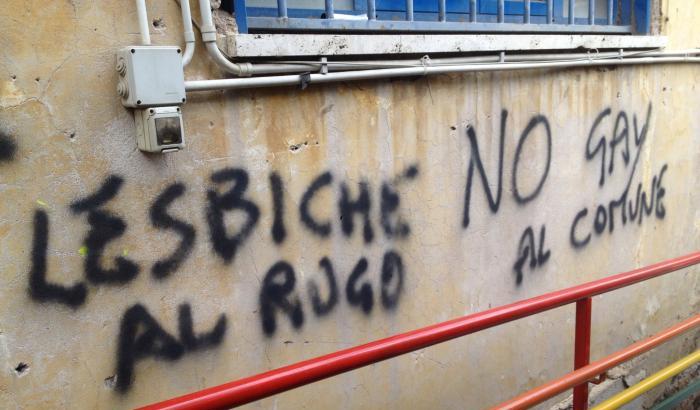 LESBICHE
AL ROGO
NO GAY
AL COMUNE